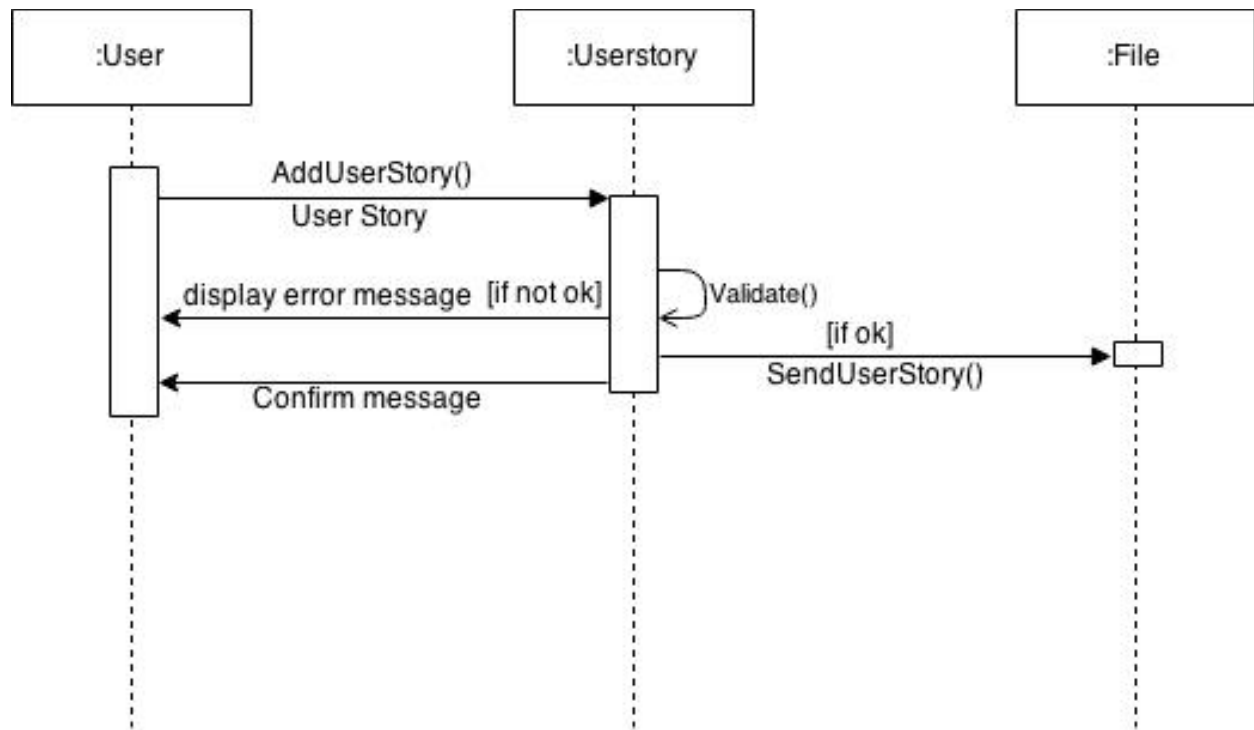 :User
:Userstory
:File
AddUserStory()
User Story
display error message [if not ok]
Validate()
[if ok]
SendUserStory()
Confirm message